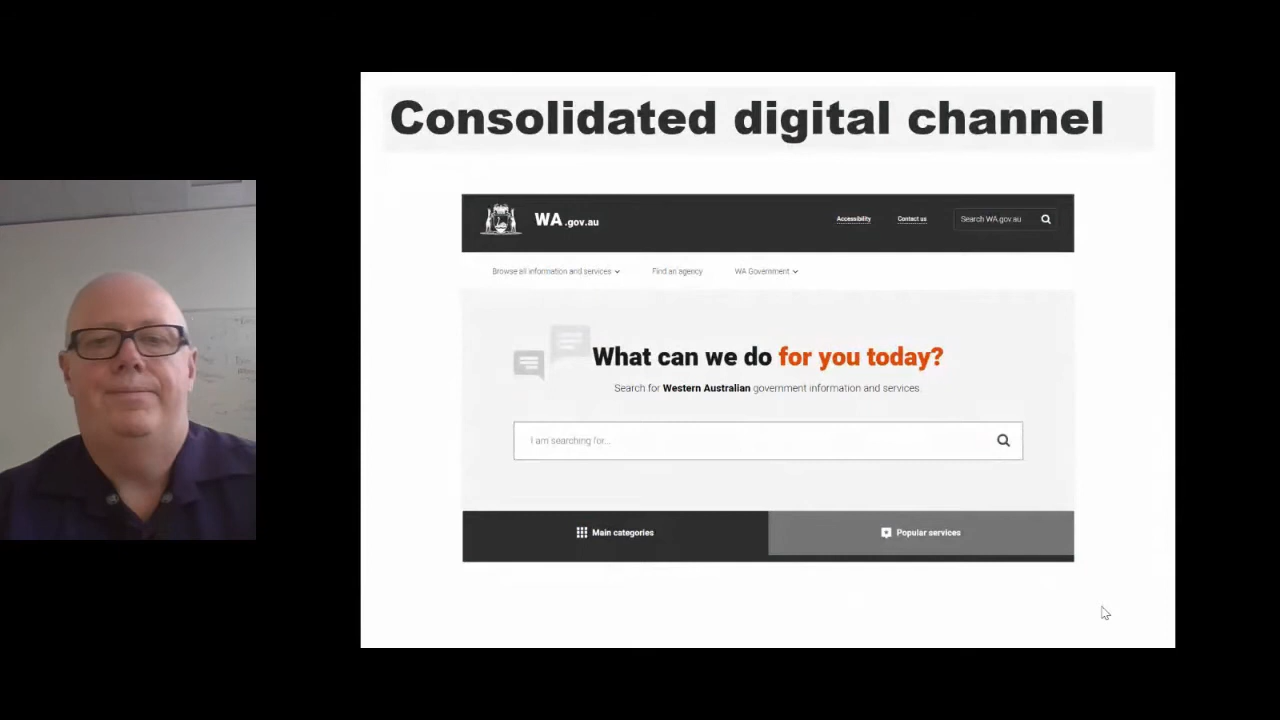 Consolidated digital channel
WA.gov.au
Accessibility
Contact us
Search WA.gov.au
Browse all information and services
Find an agency
WA Government
What can we do for you today?
Search for Western Australian government information and services.
I am searching for...
Main categories
Popular services